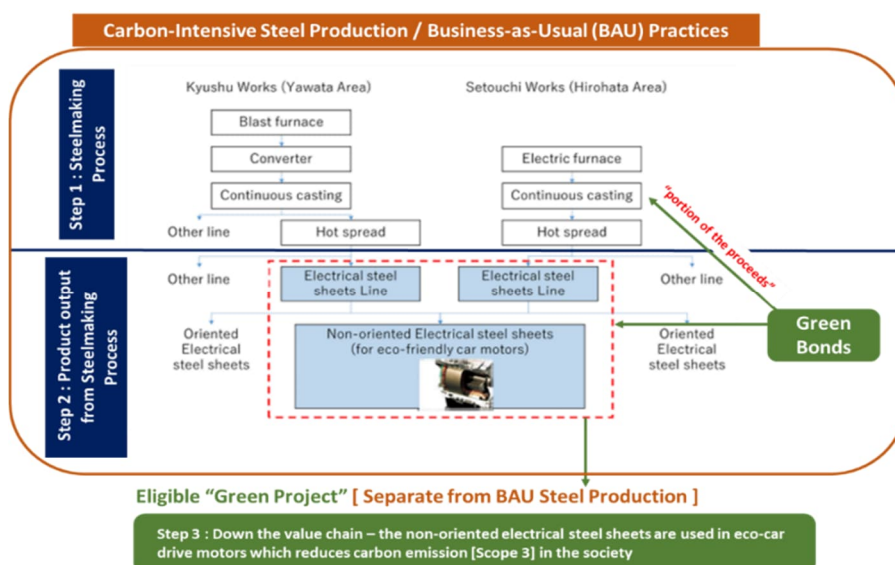 Carbon-Intensive Steel Production / Business-as-Usual (BAU) Practices
Step 1 : Steelmaking
Process
Kyushu Works (Yawata Area)
Setouchi Works (Hirohata Area)
Blast furnace
Converter
Electric furnace
Continuous casting
Continuous casting
Other line
Hot spread
Hot spread
"portion of the proceeds"
Step 2 : Product output
from Steelmaking
Process
Other line
Electrical steel
sheets Line
Electrical steel
sheets Line
Other line
Oriented
Electrical
steel sheets
Non-oriented Electrical steel sheets
(for eco-friendly car motors)
Oriented
Electrical
steel sheets
Green
Bonds
Eligible “Green Project” [ Separate from BAU Steel Production ]
Step 3 : Down the value chain – the non-oriented electrical steel sheets are used in eco-car
drive motors which reduces carbon emission [Scope 3] in the society